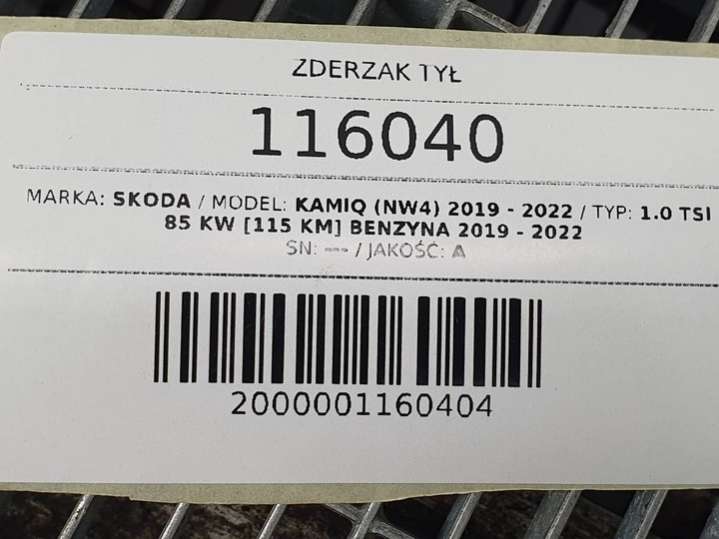 ZDERZAK TYŁ
116040
MARKA: SKODA / MODEL: KAMIQ (NW4) 2019 - 2022 / TYP: 1.0 TSI
85 KW [115 KM] BENZYNA 2019 - 2022
SN: --- / JAKOŚĆ: A
2000001160404